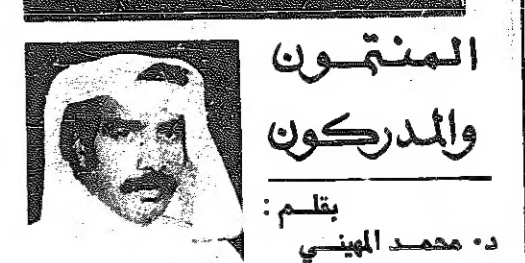 المنتمون
والمدركون
بقلم :
د. محمد المهيني